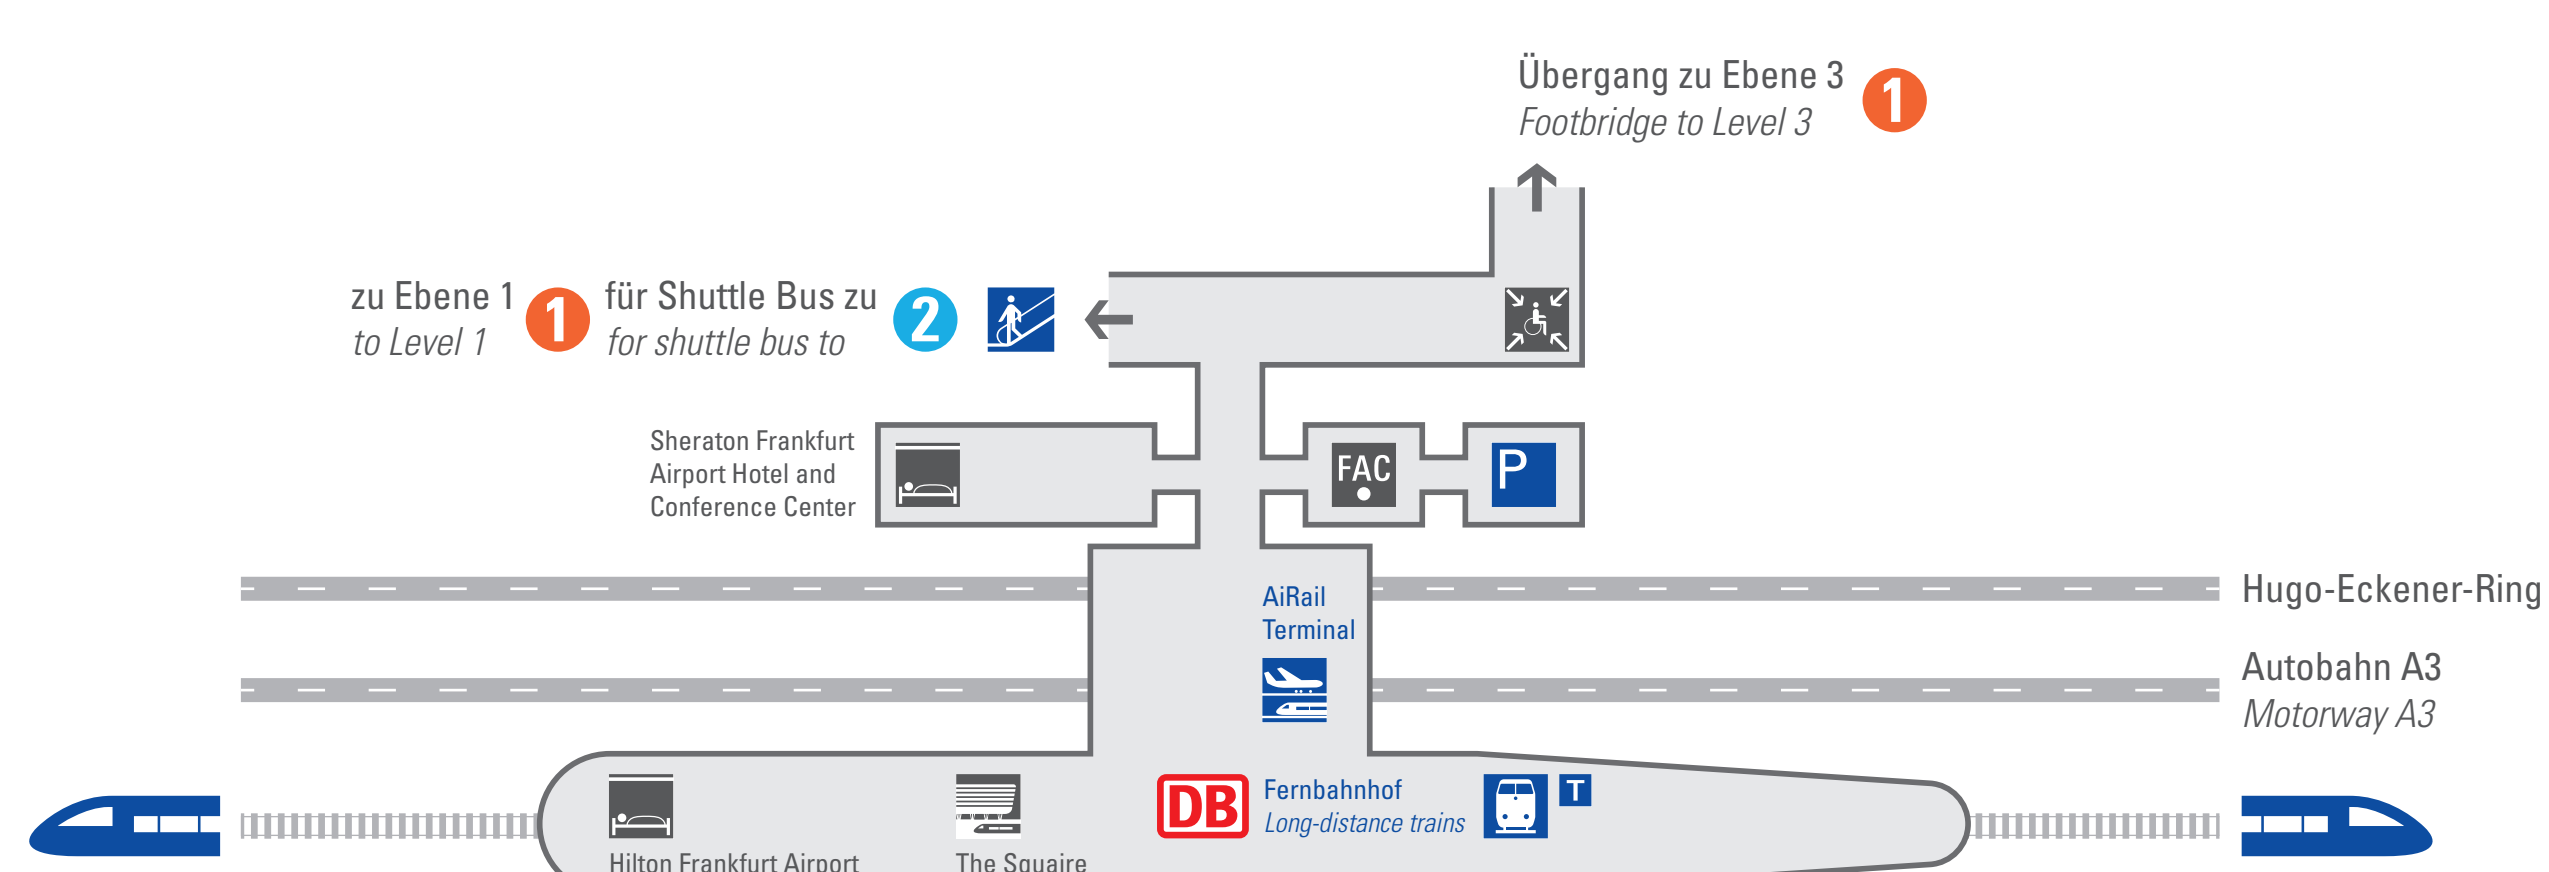 Übergang zu Ebene 3
Footbridge to Level 3
1
zu Ebene 1
to Level 1
1
für Shuttle Bus zu
for shuttle bus to
2
Sheraton Frankfurt
Airport Hotel and
Conference Center
FAC
P
AiRail
Terminal
Hugo-Eckener-Ring
Autobahn A3
Motorway A3
DB
Fernbahnhof
Long-distance trains
T
Hilton Frankfurt Airport
The Squaire